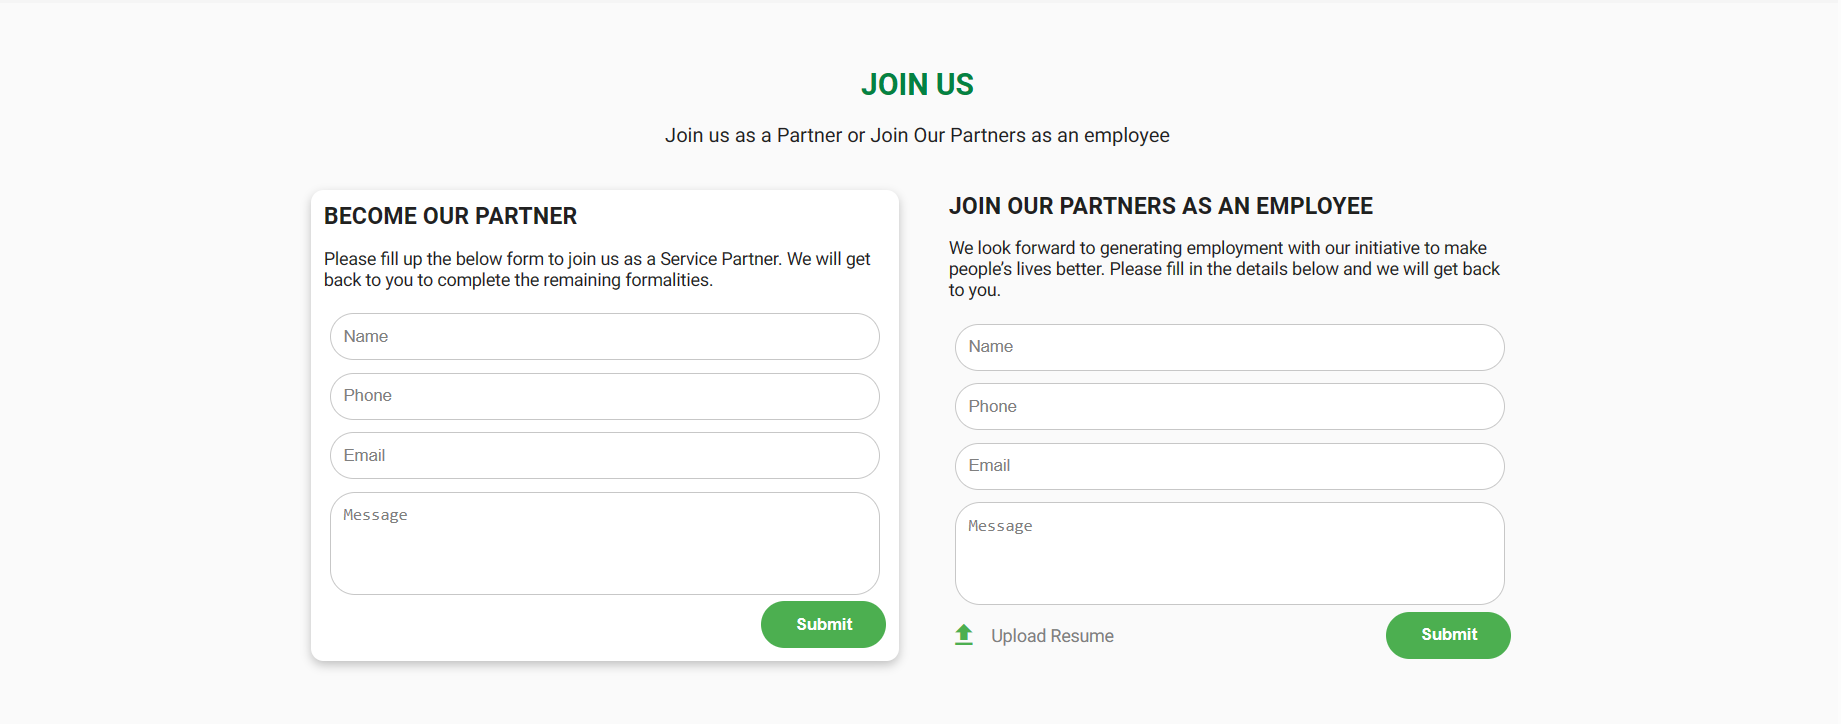 JOIN US
Join us as a Partner or Join Our Partners as an employee
BECOME OUR PARTNER
Please fill up the below form to join us as a Service Partner. We will get
back to you to complete the remaining formalities.
Name
Phone
Email
Message
Submit
JOIN OUR PARTNERS AS AN EMPLOYEE
We look forward to generating employment with our initiative to make
people’s lives better. Please fill in the details below and we will get back
to you.
Name
Phone
Email
Message
Upload Resume
Submit